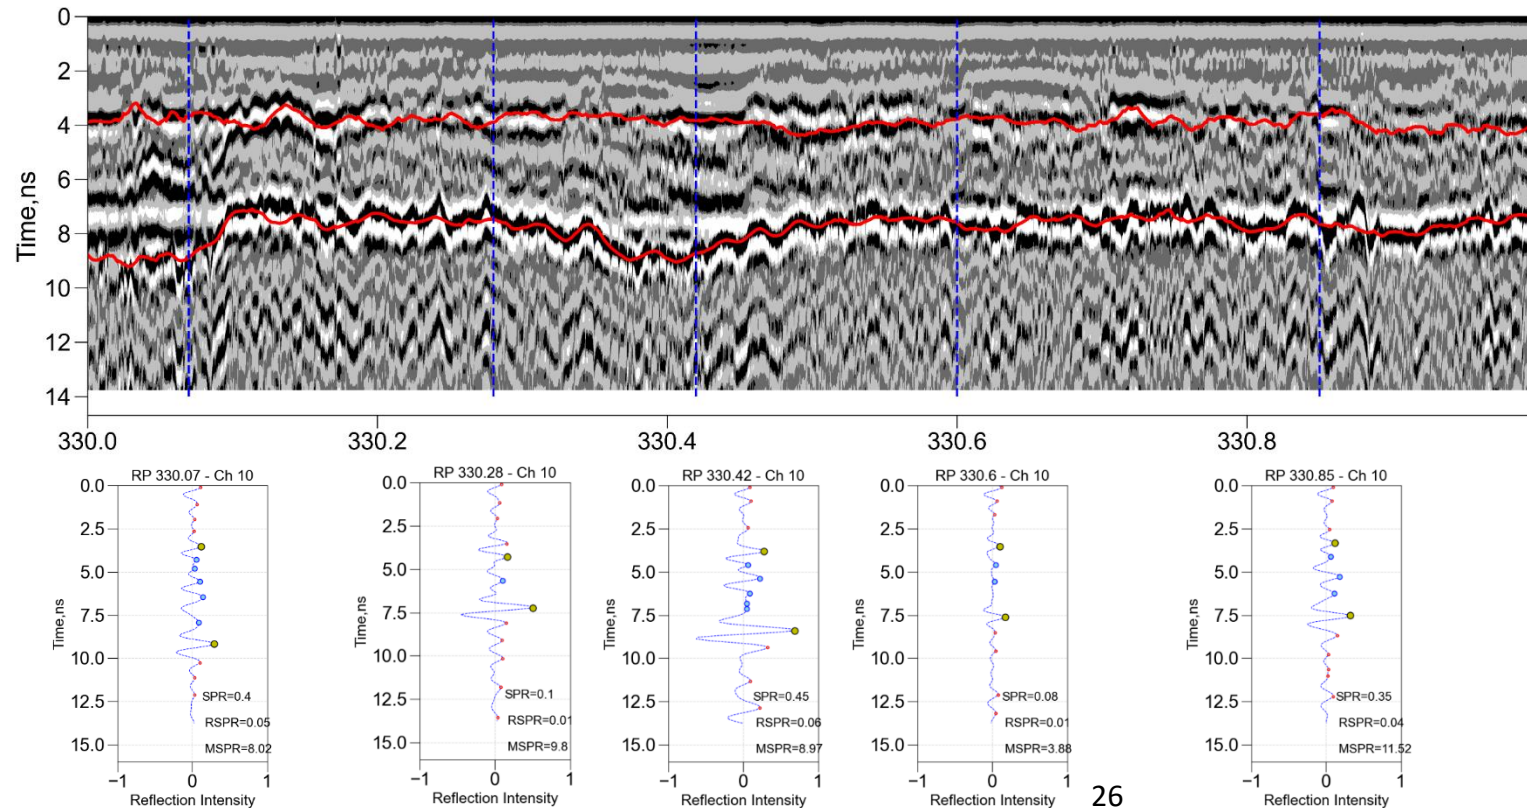 0
2
4
6
8
10
12
14
Time,ns
330.0 330.2 330.4 330.6 330.8
RP 330.07 - Ch 10
0.0
2.5
5.0
7.5
10.0
12.5
15.0
Time,ns
SPR=0.4
RSPR=0.05
MSPR=8.02
−1 0 1
Reflection Intensity
RP 330.28 - Ch 10
0.0
2.5
5.0
7.5
10.0
12.5
15.0
Time,ns
SPR=0.1
RSPR=0.01
MSPR=9.8
−1 0 1
Reflection Intensity
RP 330.42 - Ch 10
0.0
2.5
5.0
7.5
10.0
12.5
15.0
Time,ns
SPR=0.45
RSPR=0.06
MSPR=8.97
−1 0 1
Reflection Intensity
RP 330.6 - Ch 10
0.0
2.5
5.0
7.5
10.0
12.5
15.0
Time,ns
SPR=0.08
RSPR=0.01
MSPR=3.88
−1 0 1
Reflection Intensity
RP 330.85 - Ch 10
0.0
2.5
5.0
7.5
10.0
12.5
15.0
Time,ns
SPR=0.35
RSPR=0.04
MSPR=11.52
−1 0 1
Reflection Intensity
26